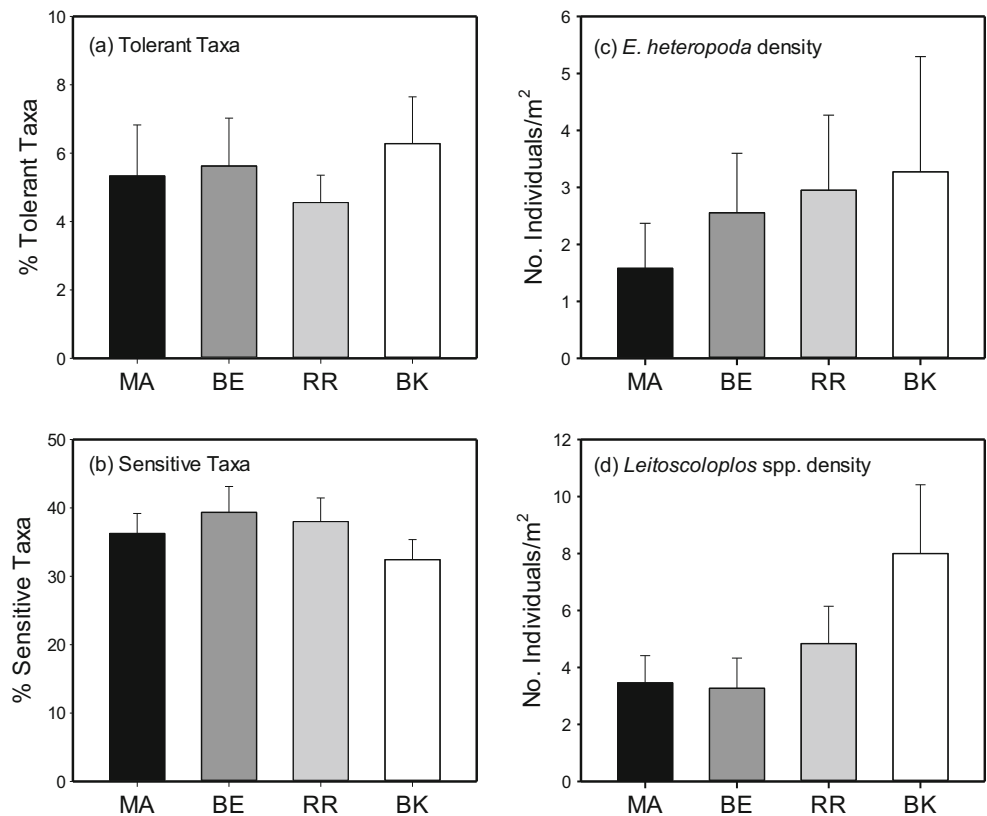 (a) Tolerant Taxa
% Tolerant Taxa
10
8
6
4
2
0
MA BE RR BK
(c) E. heteropoda density
No. Individuals/m²
6
5
4
3
2
1
0
MA BE RR BK
(b) Sensitive Taxa
% Sensitive Taxa
50
40
30
20
10
0
MA BE RR BK
(d) Leitoscoloplos spp. density
No. Individuals/m²
12
10
8
6
4
2
0
MA BE RR BK